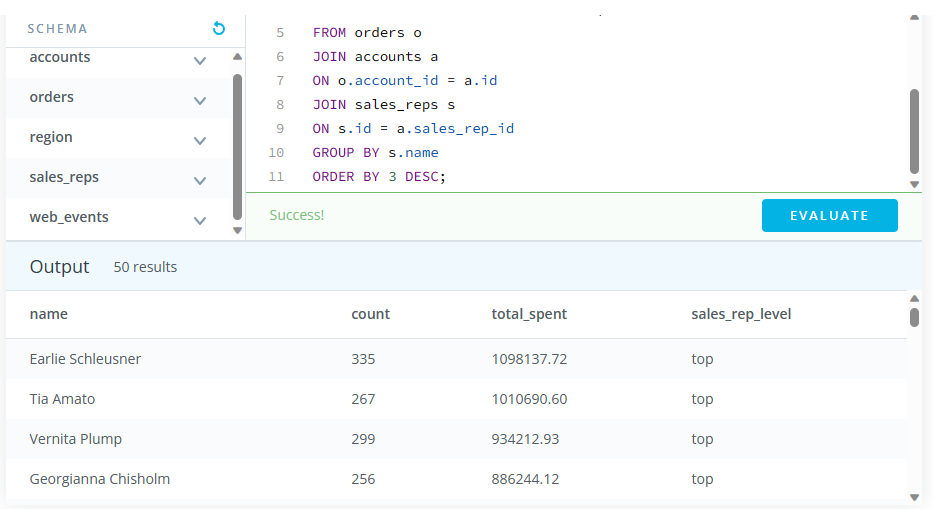 SCHEMA
accounts
orders
region
sales_reps
web_events
5 FROM orders o
6 JOIN accounts a
7 ON o.account_id = a.id
8 JOIN sales_reps s
9 ON s.id = a.sales_rep_id
10 GROUP BY s.name
11 ORDER BY 3 DESC;
Success!
EVALUATE
Output 50 results
name count total_spent sales_rep_level
Earlie Schleusner 335 1098137.72 top
Tia Amato 267 1010690.60 top
Vernita Plump 299 934212.93 top
Georgianna Chisholm 256 886244.12 top